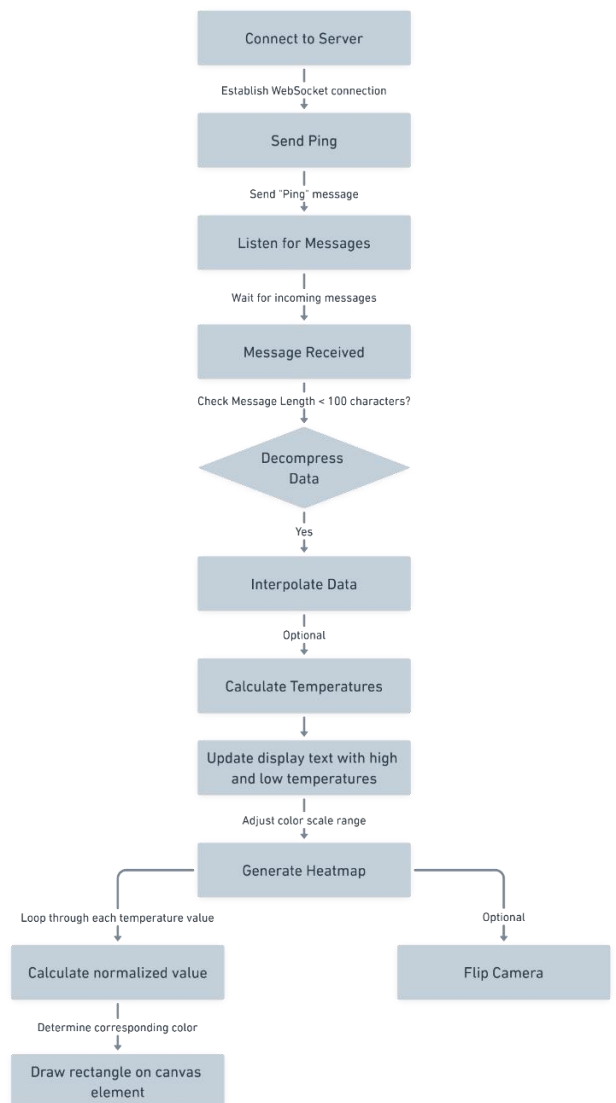 Connect to Server
Establish WebSocket connection
Send Ping
Send "Ping" message
Listen for Messages
Wait for incoming messages
Message Received
Check Message Length < 100 characters?
Decompress
Data
Yes
Interpolate Data
Optional
Calculate Temperatures
Update display text with high
and low temperatures
Adjust color scale range
Generate Heatmap
Loop through each temperature value
Optional
Calculate normalized value
Flip Camera
Determine corresponding color
Draw rectangle on canvas
element